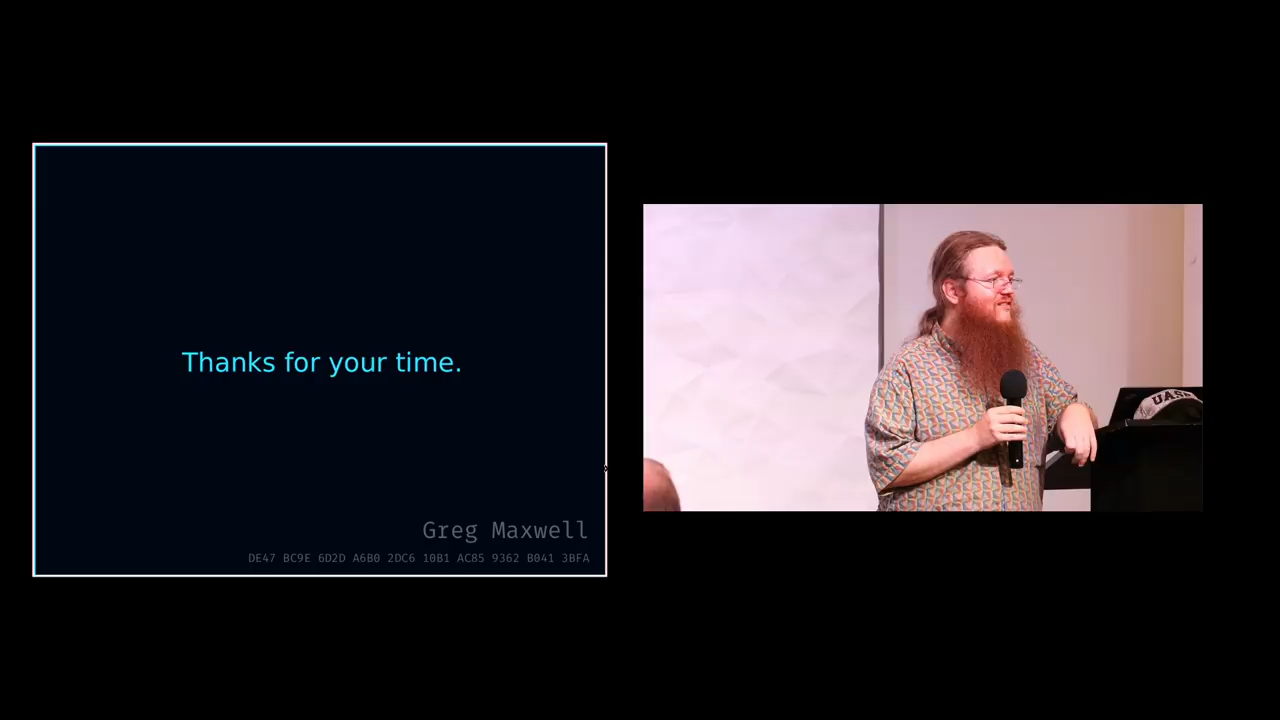 Thanks for your time.
Greg Maxwell
DE47 BC9E 6D2D A6B0 2DC6 10B1 AC85 9362 B041 3BFA